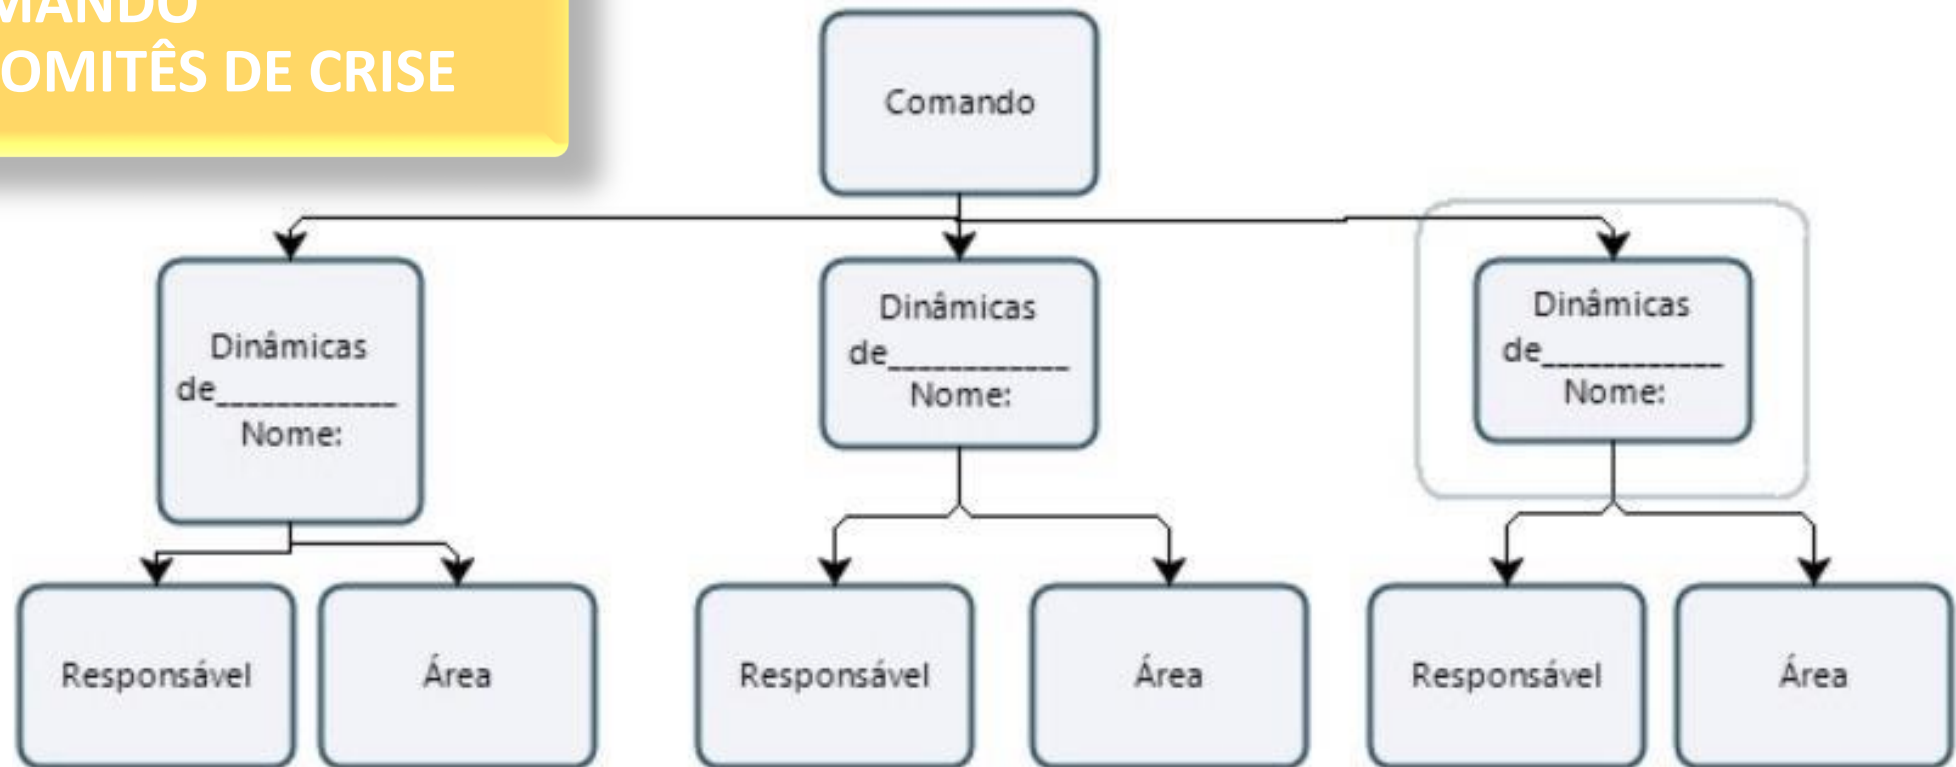 MANDO
OMITÊS DE CRISE
Comando
Dinâmicas
de____________
Nome:
Dinâmicas
de____________
Nome:
Dinâmicas
de____________
Nome:
Responsável
Área
Responsável
Área
Responsável
Área